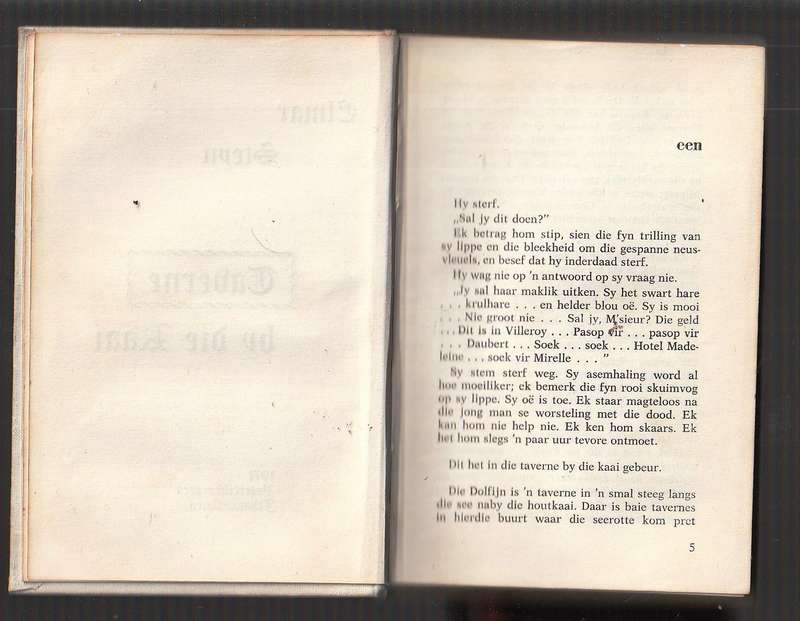 Elmar
Steyn
Taberne
by die Kaai
1971
een
Hy sterf.
„Sal jy dit doen?”
Ek betrag hom stip, sien die fyn trilling van
sy lippe en die bleekheid om die gespanne neus-
vleuels, en besef dat hy inderdaad sterf.
Hy wag nie op 'n antwoord op sy vraag nie.
„Jy sal haar maklik uitken. Sy het swart hare
. . . krulhare . . . en helder blou oë. Sy is mooi
. . . Nie groot nie . . . Sal jy, M'sieur? Die geld
. . . Dit is in Villeroy . . . Pasop vir . . . pasop vir
. . . Daubert . . . Soek . . . soek . . . Hotel Made-
leine . . . soek vir Mirelle . . . ”
Sy stem sterf weg. Sy asemhaling word al
hoe moeiliker; ek bemerk die fyn rooi skuimvog
op sy lippe. Sy oë is toe. Ek staar magteloos na
die jong man se worsteling met die dood. Ek
kan hom nie help nie. Ek ken hom skaars. Ek
het hom slegs 'n paar uur tevore ontmoet.
Dit het in die taverne by die kaai gebeur.
Die Dolfijn is 'n taverne in 'n smal steeg langs
die see naby die houtkaai. Daar is baie tavernes
in hierdie buurt waar die seerotte kom pret
5